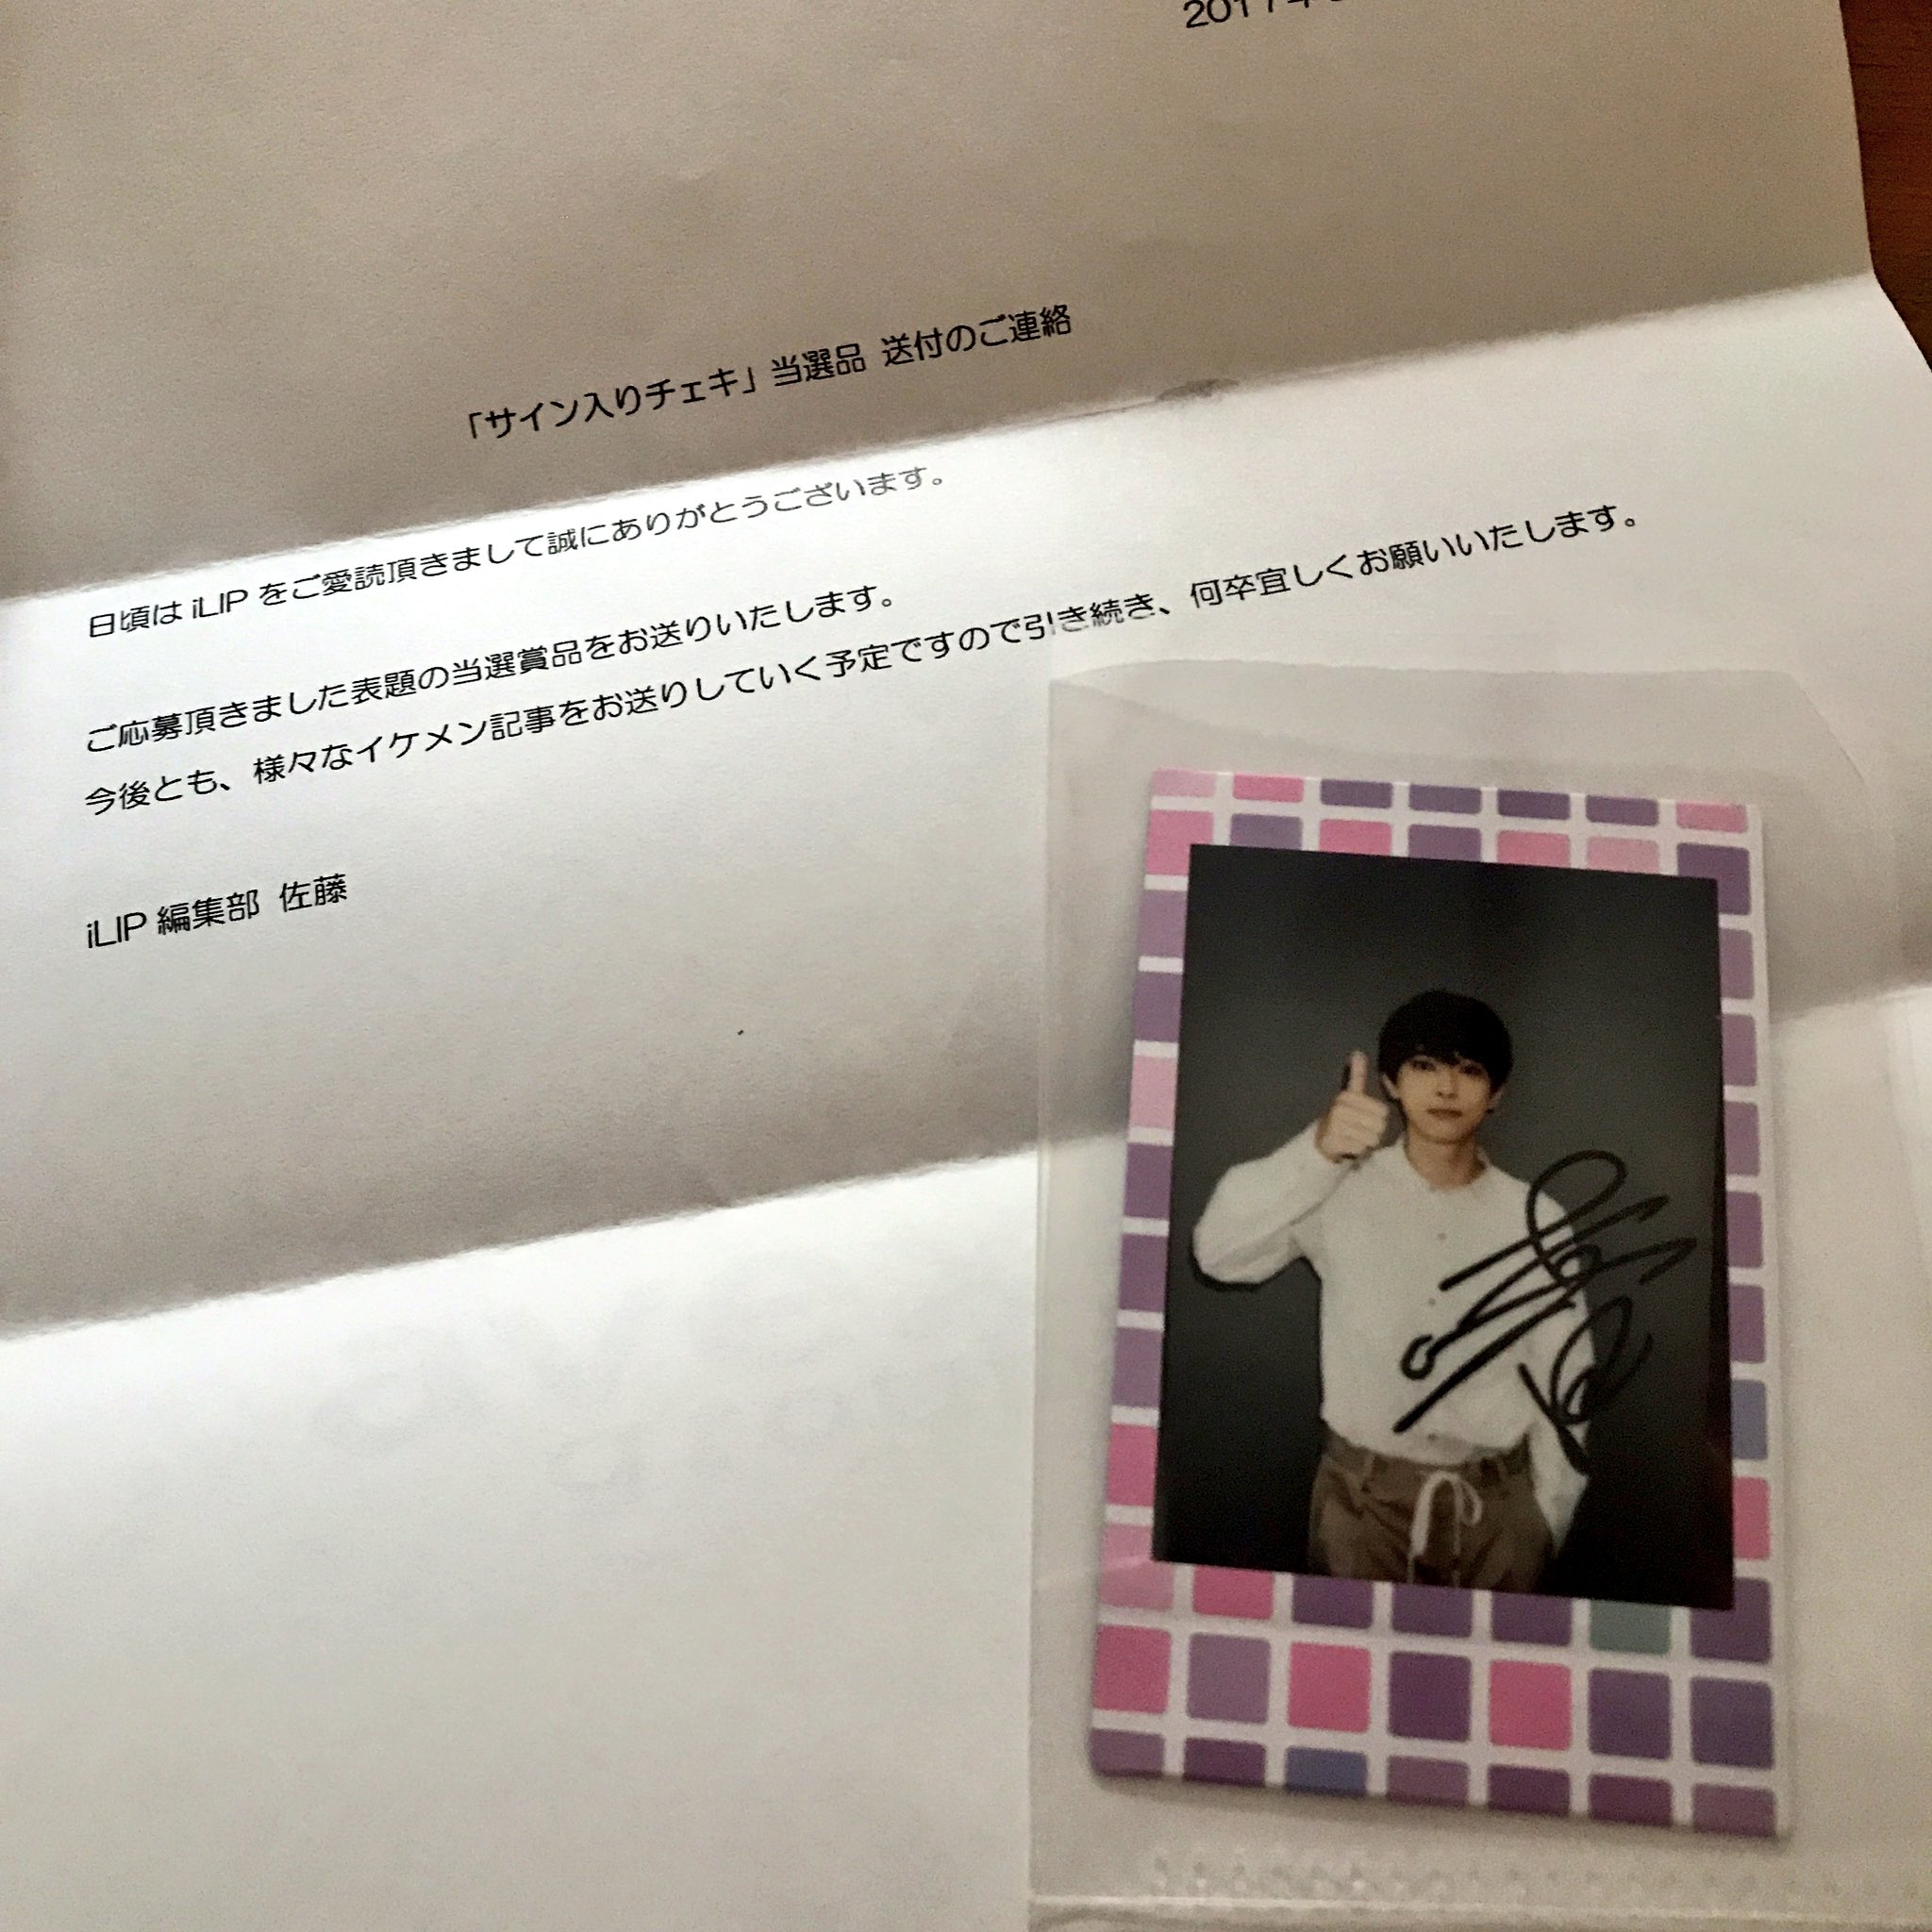 「サイン入りチェキ」当選品 送付のご連絡
日頃は iLIP をご愛読頂きまして誠にありがとうございます。
ご応募頂きました表題の当選賞品をお送りいたします。
今後とも、様々なイケメン記事をお送りしていく予定ですので引き続き、何卒宜しくお願いいたします。
iLIP 編集部 佐藤